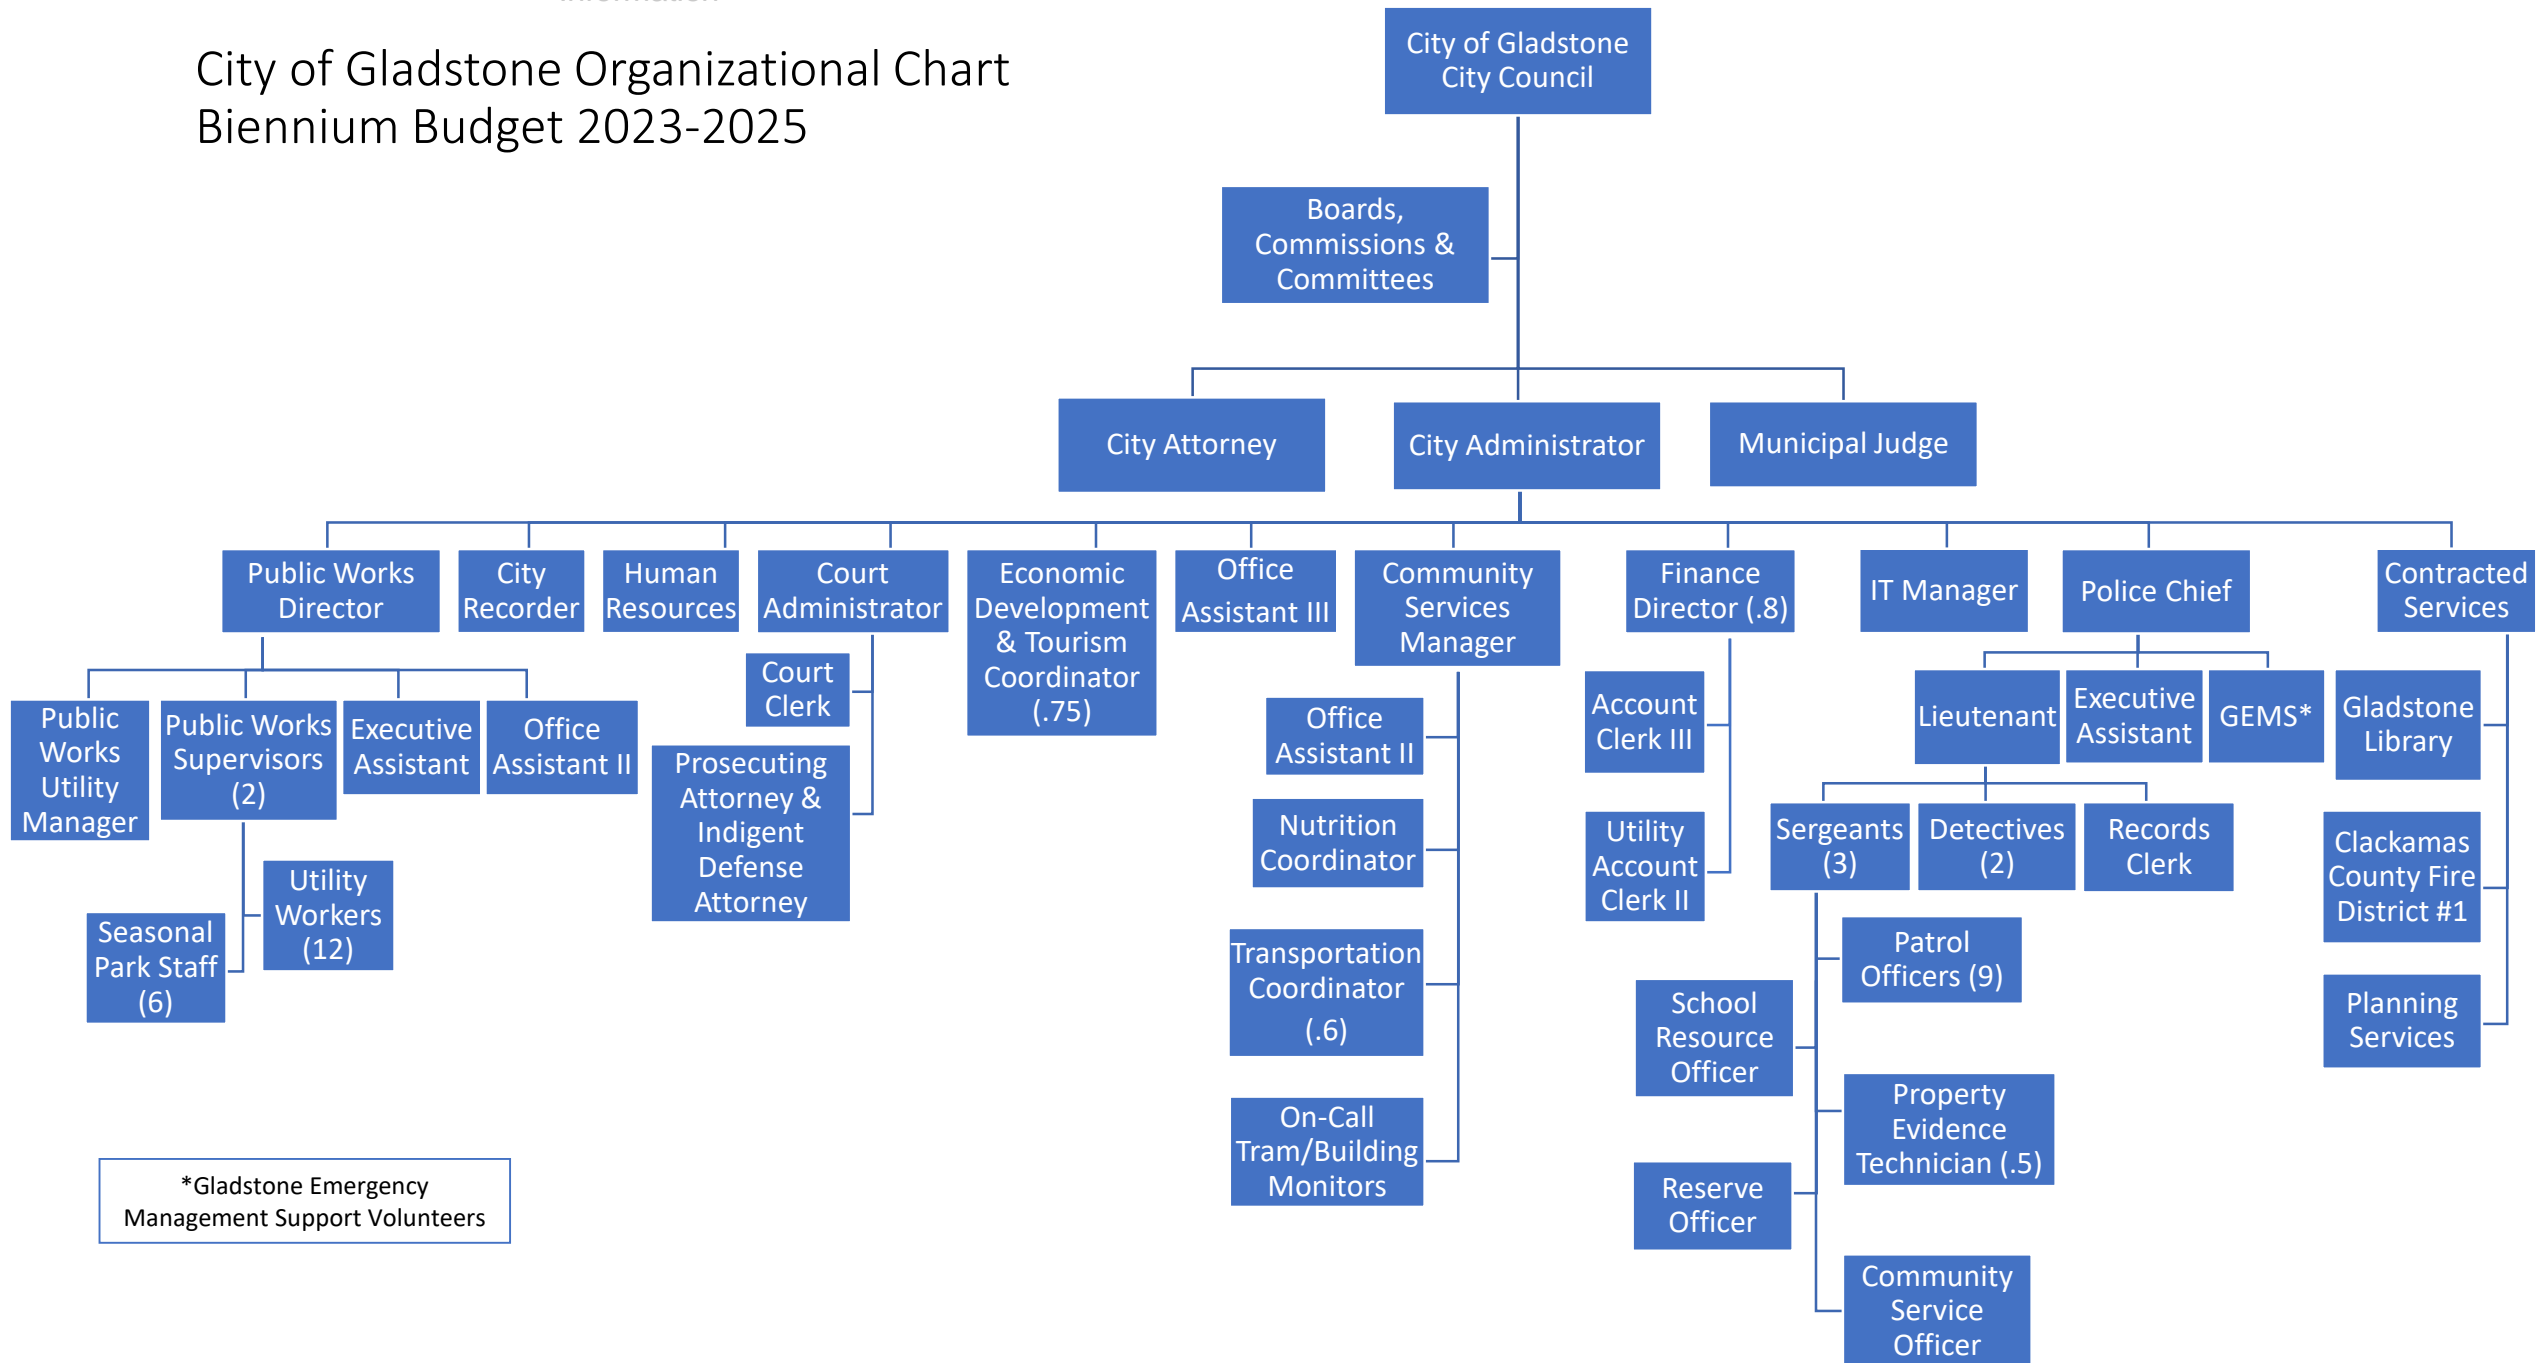 City of Gladstone Organizational Chart
Biennium Budget 2023-2025
City of Gladstone
City Council
Boards,
Commissions &
Committees
City Attorney
City Administrator
Municipal Judge
Public Works
Director
City
Recorder
Human
Resources
Court
Administrator
Economic
Development
& Tourism
Coordinator
(.75)
Office
Assistant III
Community
Services
Manager
Finance
Director (.8)
IT Manager
Police Chief
Contracted
Services
Public
Works
Utility
Manager
Public Works
Supervisors
(2)
Executive
Assistant
Office
Assistant II
Seasonal
Park Staff
(6)
Utility
Workers
(12)
Court
Clerk
Prosecuting
Attorney &
Indigent
Defense
Attorney
Office
Assistant II
Nutrition
Coordinator
Transportation
Coordinator
(.6)
On-Call
Tram/Building
Monitors
Account
Clerk III
Utility
Account
Clerk II
Lieutenant
Executive
Assistant
GEMS*
Sergeants
(3)
Detectives
(2)
Records
Clerk
Patrol
Officers (9)
School
Resource
Officer
Property
Evidence
Technician (.5)
Reserve
Officer
Community
Service
Officer
Gladstone
Library
Clackamas
County Fire
District #1
Planning
Services
*Gladstone Emergency
Management Support Volunteers